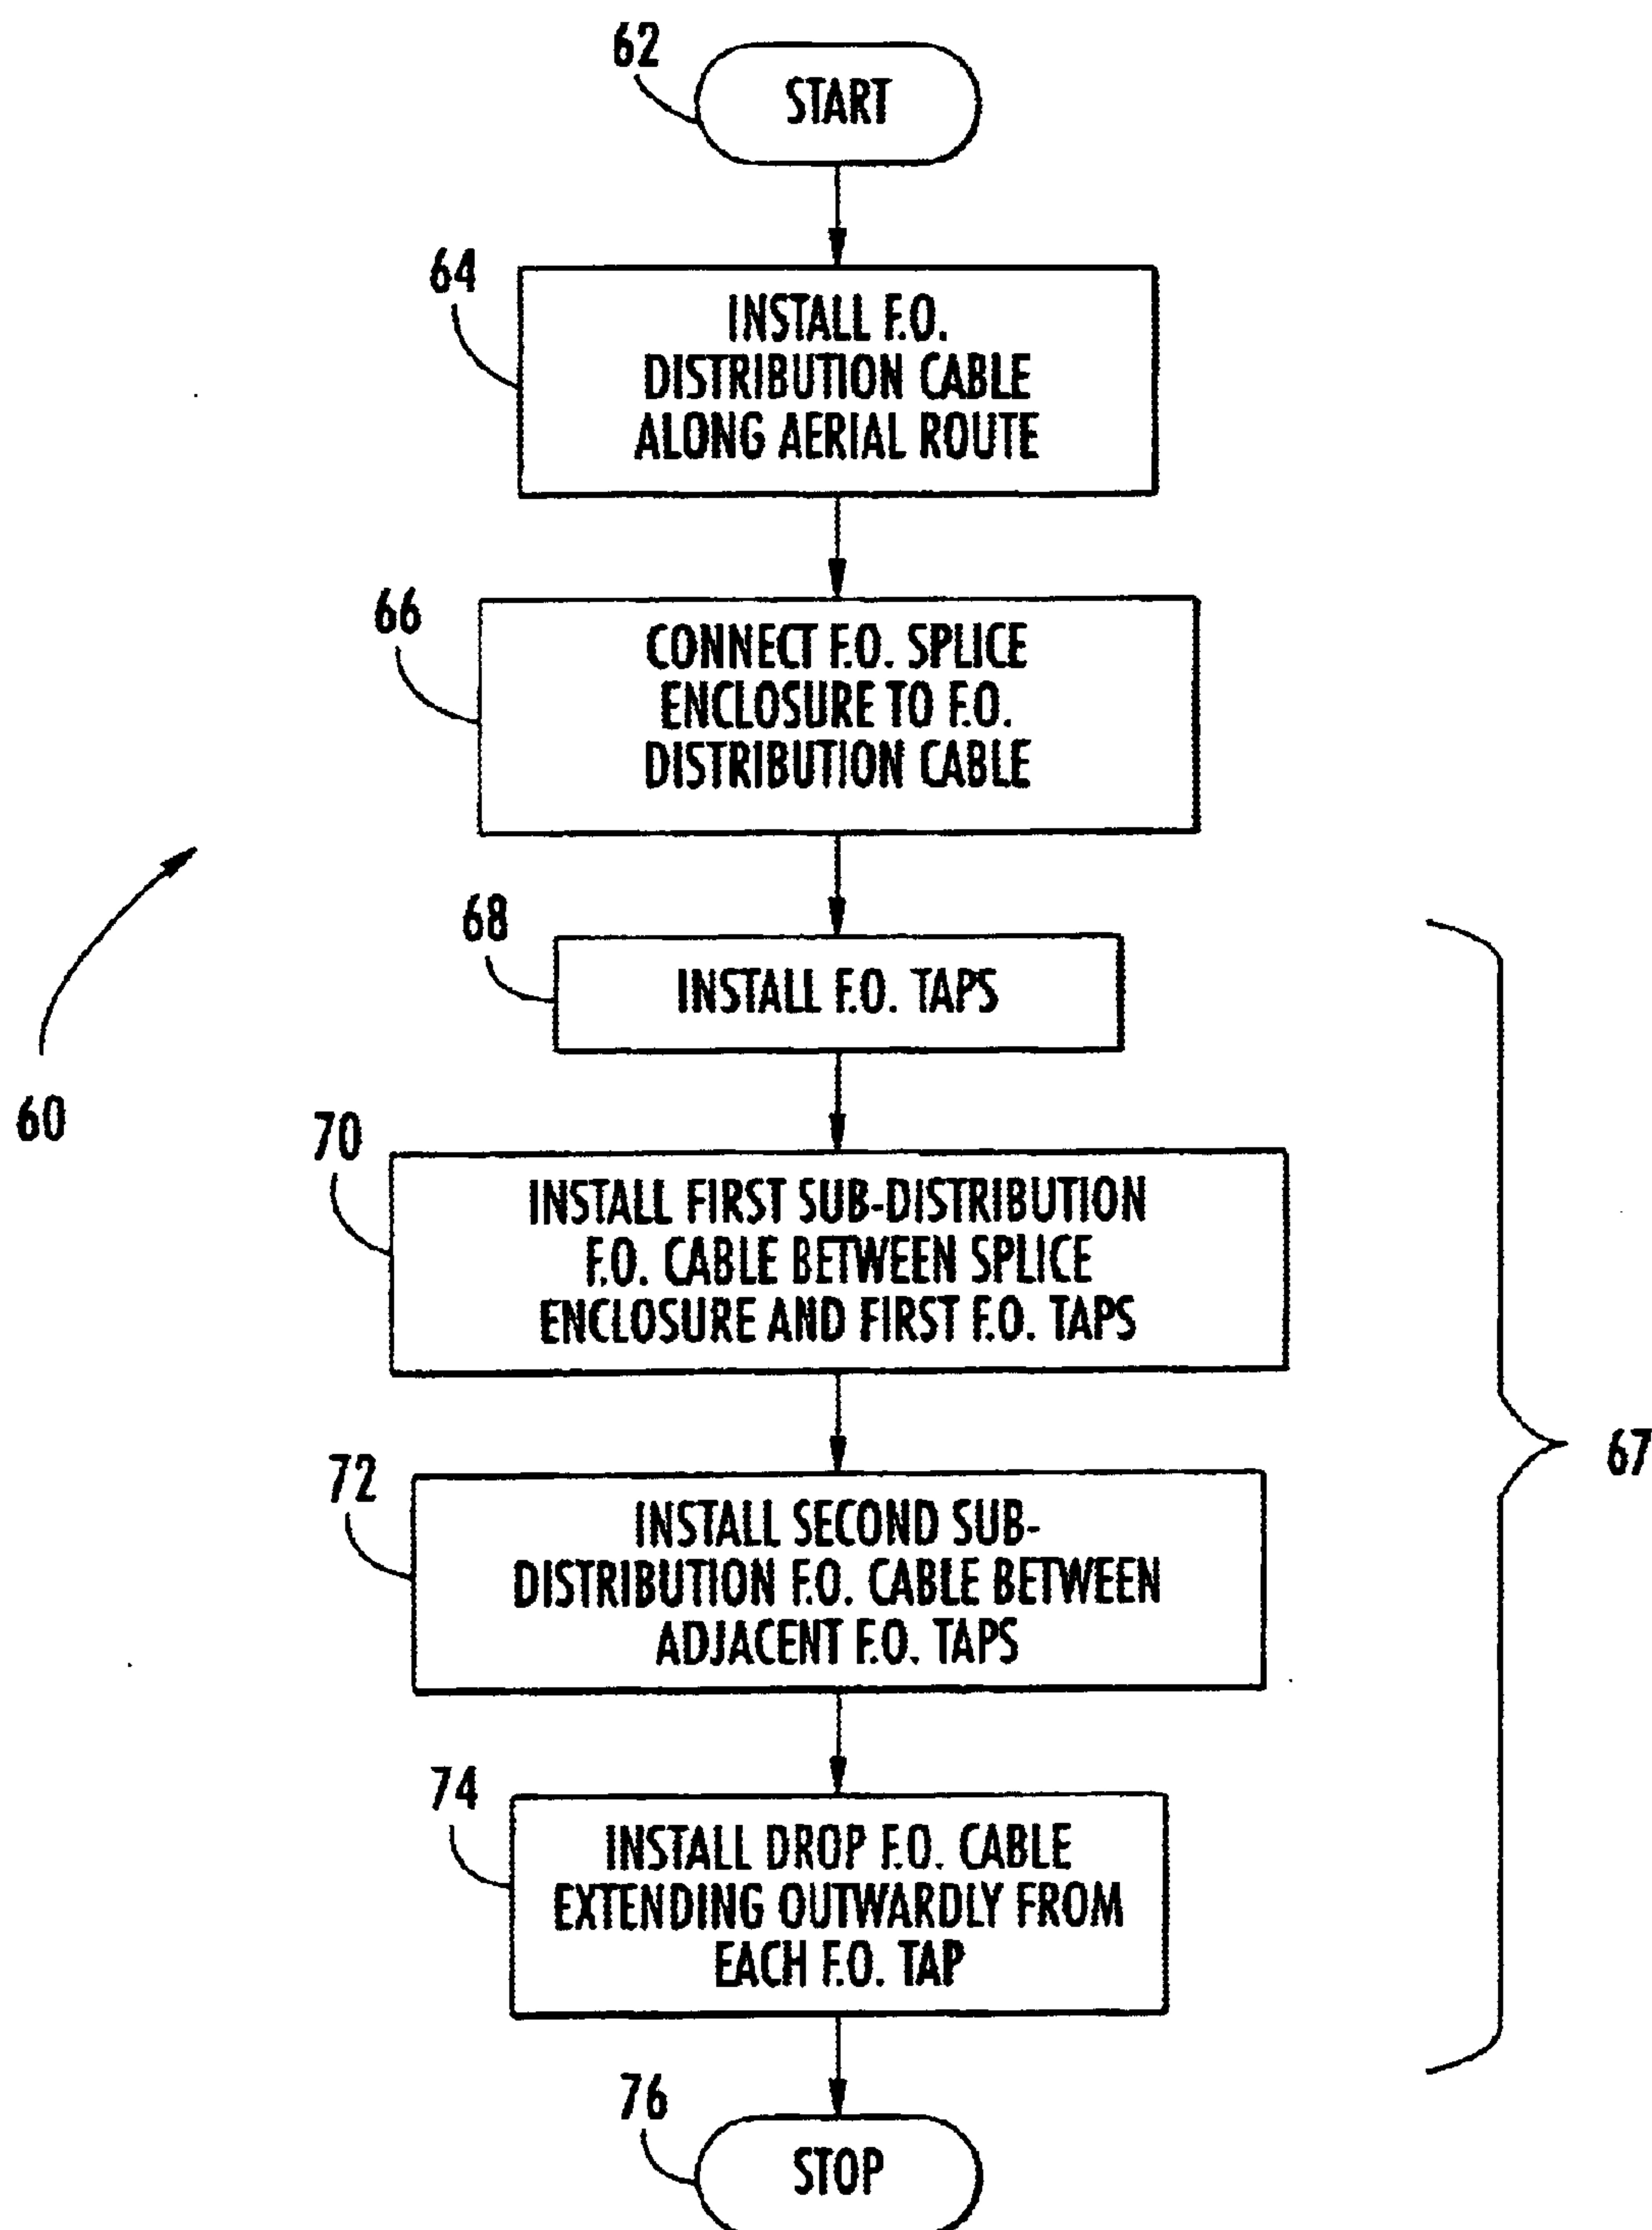 62
START
64
INSTALL F.O.
DISTRIBUTION CABLE
ALONG AERIAL ROUTE
66
CONNECT F.O. SPLICE
ENCLOSURE TO F.O.
DISTRIBUTION CABLE
68
INSTALL F.O. TAPS
60
70
INSTALL FIRST SUB-DISTRIBUTION
F.O. CABLE BETWEEN SPLICE
ENCLOSURE AND FIRST F.O. TAPS
67
72
INSTALL SECOND SUB-
DISTRIBUTION F.O. CABLE BETWEEN
ADJACENT F.O. TAPS
74
INSTALL DROP F.O. CABLE
EXTENDING OUTWARDLY FROM
EACH F.O. TAP
76
STOP